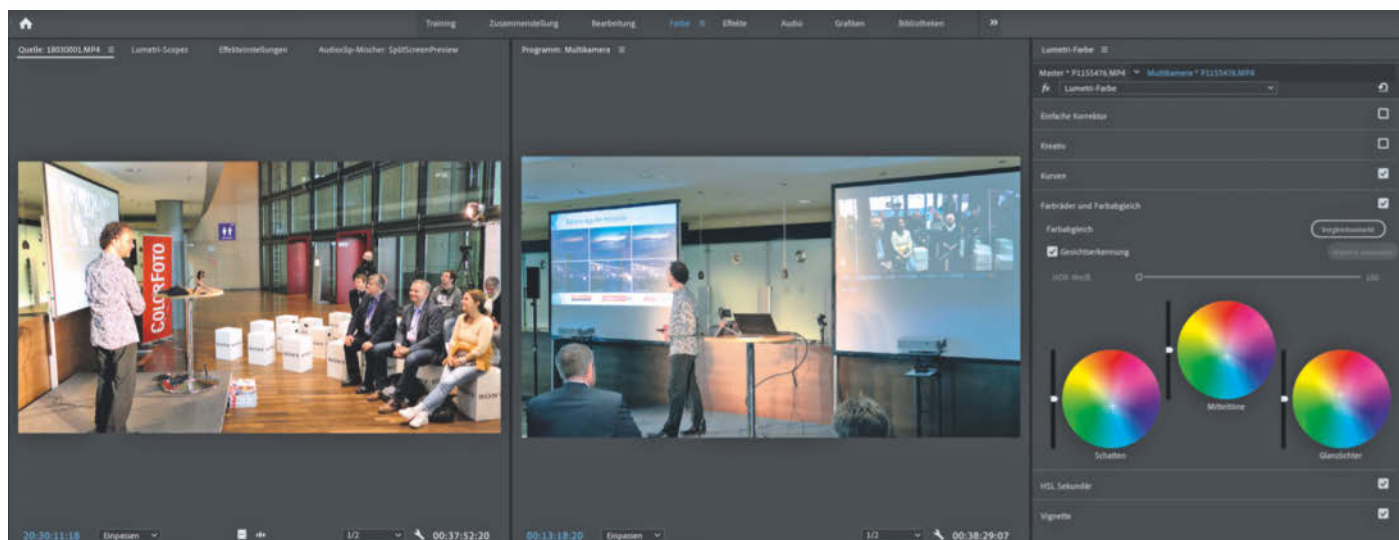 Training Zusammenstellung Bearbeitung Farbe Effekte Audio Grafiken Bibliotheken
Quelle: 18030001.MP4 Lumetri-Scopes Effekteinstellungen Audioclip-Mischer: SplitScreenPreview
Programm: Multikamera
Lumetri-Farbe
Master * P1155476.MP4 Multikamera * P1155476.MP4
fx Lumetri-Farbe
Einfache Korrektur
Kreativ
Kurven
Farbräder und Farbabgleich
Farbabgleich Vergleichsansicht
Gesichtserkennung
HDR-Weiß 100
Mitteltöne
Schatten
Glanzlichter
HSL Sekundär
Vignette
COLORFOTO
SONY
20:30:11:18 Einpassen 1/2 00:37:52:20
00:13:18:20 Einpassen 1/2 00:38:29:07